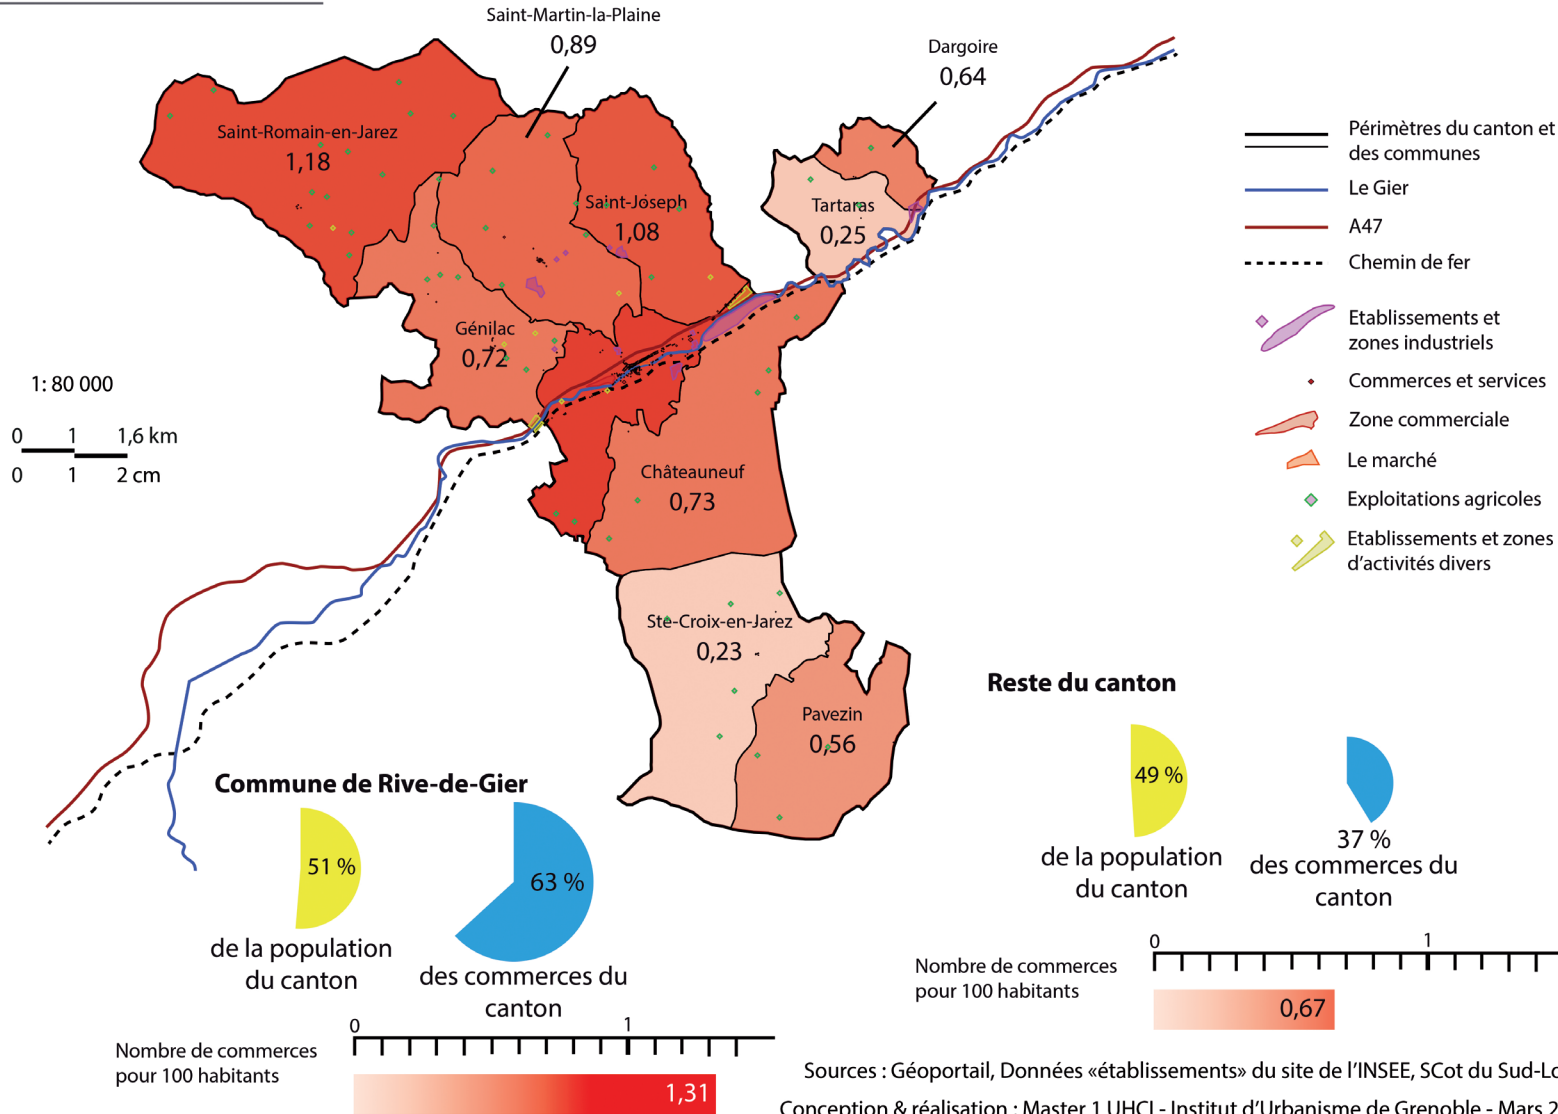 Saint-Martin-la-Plaine
0,89
Dargoire
0,64
Saint-Romain-en-Jarez
1,18
Saint-Joseph
1,08
Tartaras
0,25
Génilac
0,72
Châteauneuf
0,73
Ste-Croix-en-Jarez
0,23
Pavezin
0,56
1: 80 000
0 1 1,6 km
0 1 2 cm
Périmètres du canton et
des communes
Le Gier
A47
Chemin de fer
Etablissements et
zones industriels
Commerces et services
Zone commerciale
Le marché
Exploitations agricoles
Etablissements et zones
d’activités divers
Commune de Rive-de-Gier
51 %
de la population
du canton
63 %
des commerces du
canton
Nombre de commerces
pour 100 habitants
0 1
1,31
Reste du canton
49 %
de la population
du canton
37 %
des commerces du
canton
Nombre de commerces
pour 100 habitants
0 1
0,67
Sources : Géoportail, Données «établissements» du site de l’INSEE, SCot du Sud-Lo
Conception & réalisation : Master 1 UHCI - Institut d’Urbanisme de Grenoble - Mars 2